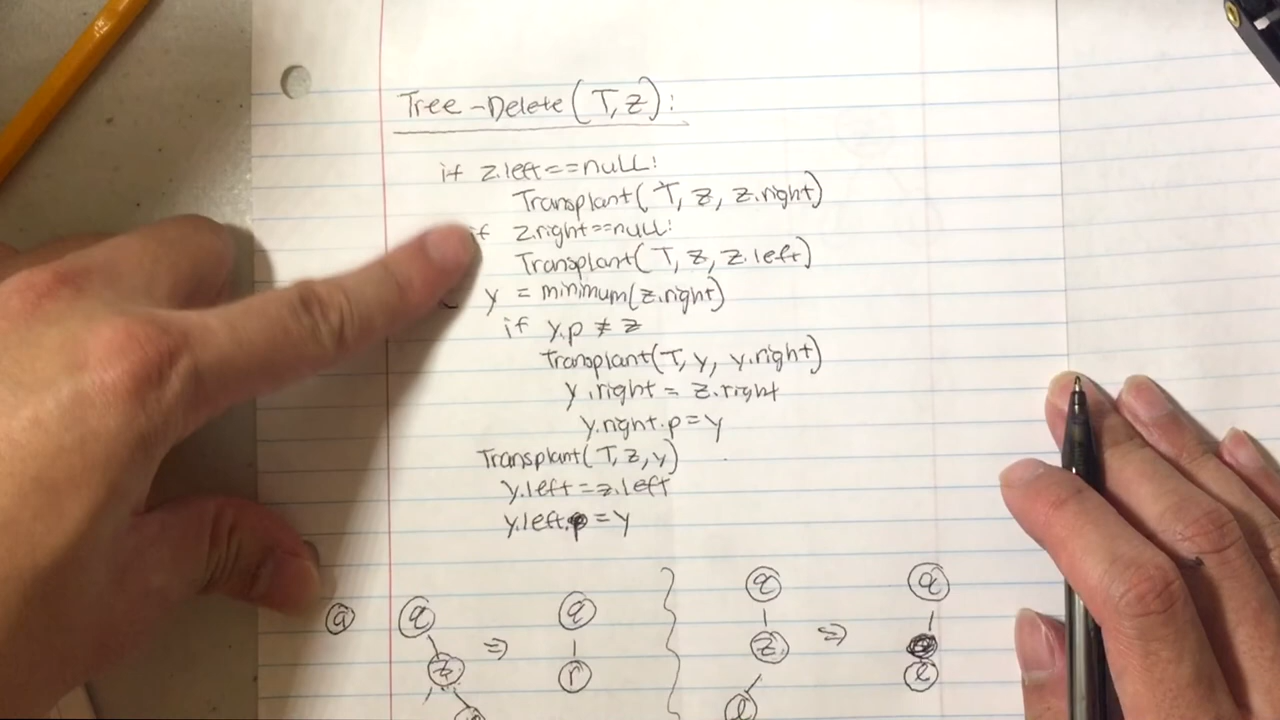 Tree-Delete(T, z):
if z.left==null:
Transplant(T, z, z.right)
if z.right==null:
Transplant(T, z, z.left)
y = minimum(z.right)
if y.p ≠ z
Transplant(T, y, y.right)
y.right = z.right
y.right.p=y
Transplant(T, z, y)
y.left=z.left
y.left.p=y
a q ⇒ q q ⇒ q
z r z l
l